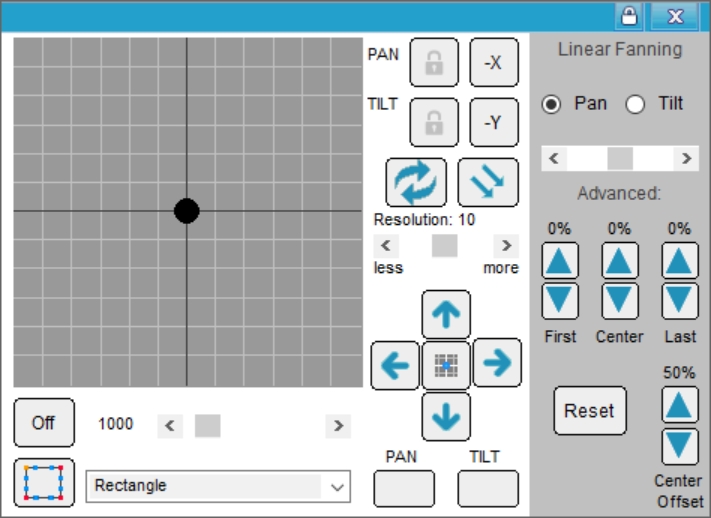 PAN
-X
TILT
-Y
Resolution: 10
less
more
PAN
TILT
Off
1000
Rectangle
Linear Fanning
Pan
Tilt
Advanced:
0%
0%
0%
First
Center
Last
50%
Reset
Center
Offset